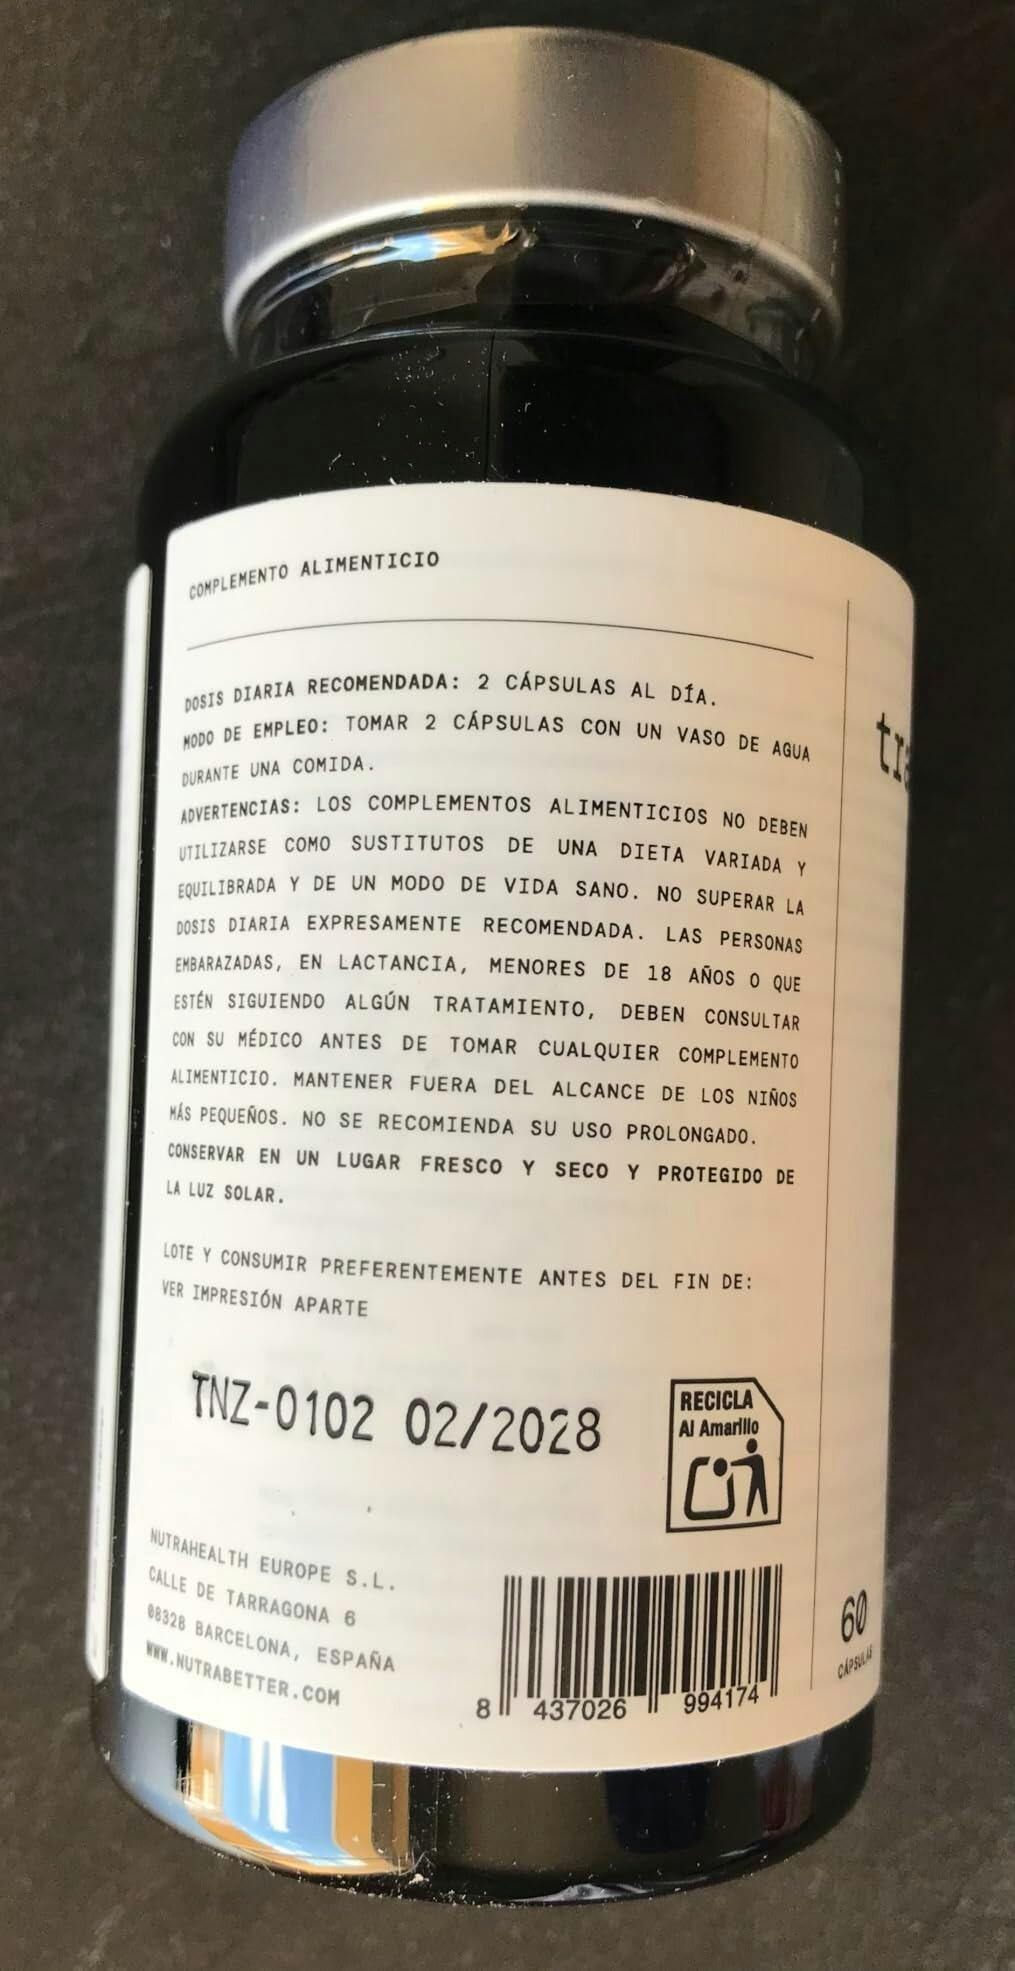 COMPLEMENTO ALIMENTICIO
DOSIS DIARIA RECOMENDADA: 2 CÁPSULAS AL DÍA.
MODO DE EMPLEO: TOMAR 2 CÁPSULAS CON UN VASO DE AGUA
DURANTE UNA COMIDA.
ADVERTENCIAS: LOS COMPLEMENTOS ALIMENTICIOS NO DEBEN
UTILIZARSE COMO SUSTITUTOS DE UNA DIETA VARIADA Y
EQUILIBRADA Y DE UN MODO DE VIDA SANO. NO SUPERAR LA
DOSIS DIARIA EXPRESAMENTE RECOMENDADA. LAS PERSONAS
EMBARAZADAS, EN LACTANCIA, MENORES DE 18 AÑOS O QUE
ESTÉN SIGUIENDO ALGÚN TRATAMIENTO, DEBEN CONSULTAR
CON SU MÉDICO ANTES DE TOMAR CUALQUIER COMPLEMENTO
ALIMENTICIO. MANTENER FUERA DEL ALCANCE DE LOS NIÑOS
MÁS PEQUEÑOS. NO SE RECOMIENDA SU USO PROLONGADO.
CONSERVAR EN UN LUGAR FRESCO Y SECO Y PROTEGIDO DE
LA LUZ SOLAR.
LOTE Y CONSUMIR PREFERENTEMENTE ANTES DEL FIN DE:
VER IMPRESIÓN APARTE
TNZ-0102 02/2028
RECICLA
Al Amarillo
NUTRAHEALTH EUROPE S.L.
CALLE DE TARRAGONA 6
08328 BARCELONA, ESPAÑA
WWW.NUTRABETTER.COM
8 437026 994174
60
CÁPSULAS